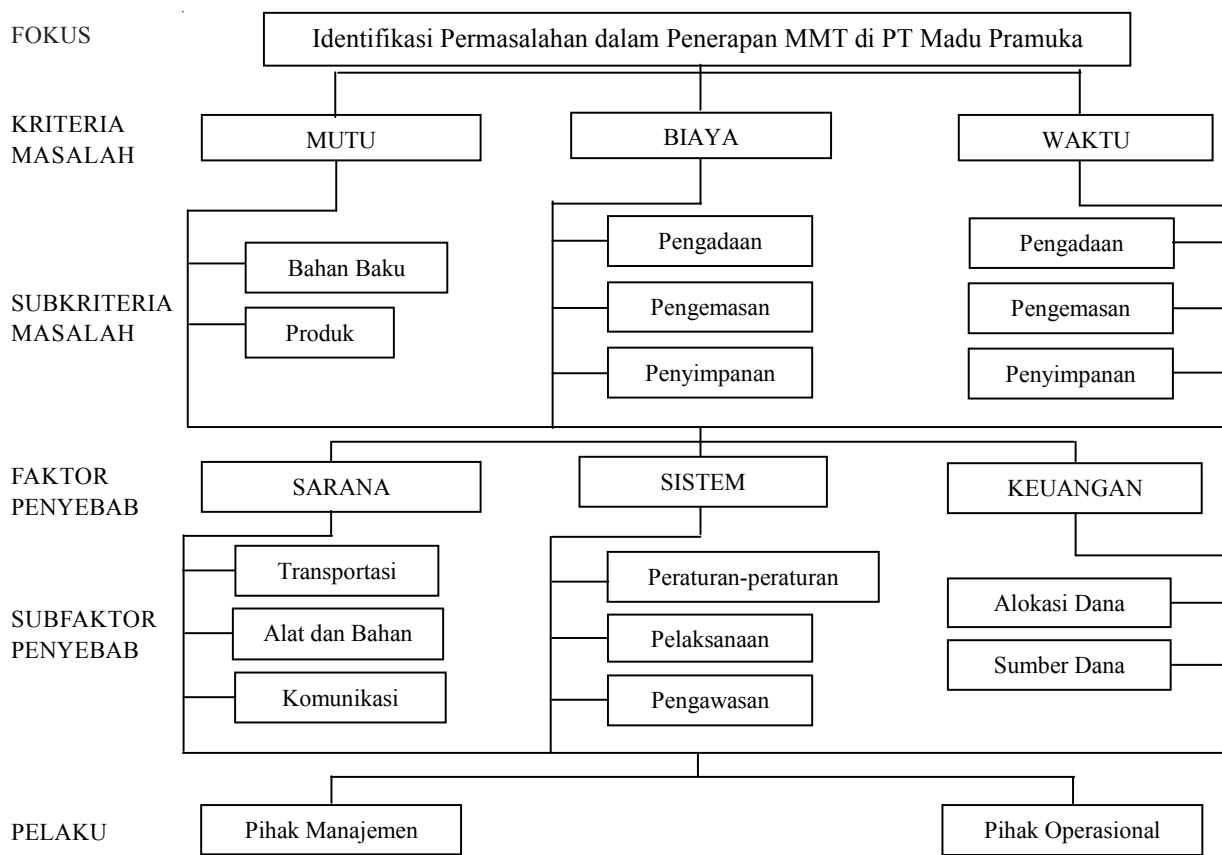 FOKUS
Identifikasi Permasalahan dalam Penerapan MMT di PT Madu Pramuka
KRITERIA
MASALAH
MUTU
BIAYA
WAKTU
SUBKRITERIA
MASALAH
Bahan Baku
Produk
Pengadaan
Pengemasan
Penyimpanan
Pengadaan
Pengemasan
Penyimpanan
FAKTOR
PENYEBAB
SARANA
SISTEM
KEUANGAN
SUBFAKTOR
PENYEBAB
Transportasi
Alat dan Bahan
Komunikasi
Peraturan-peraturan
Pelaksanaan
Pengawasan
Alokasi Dana
Sumber Dana
PELAKU
Pihak Manajemen
Pihak Operasional